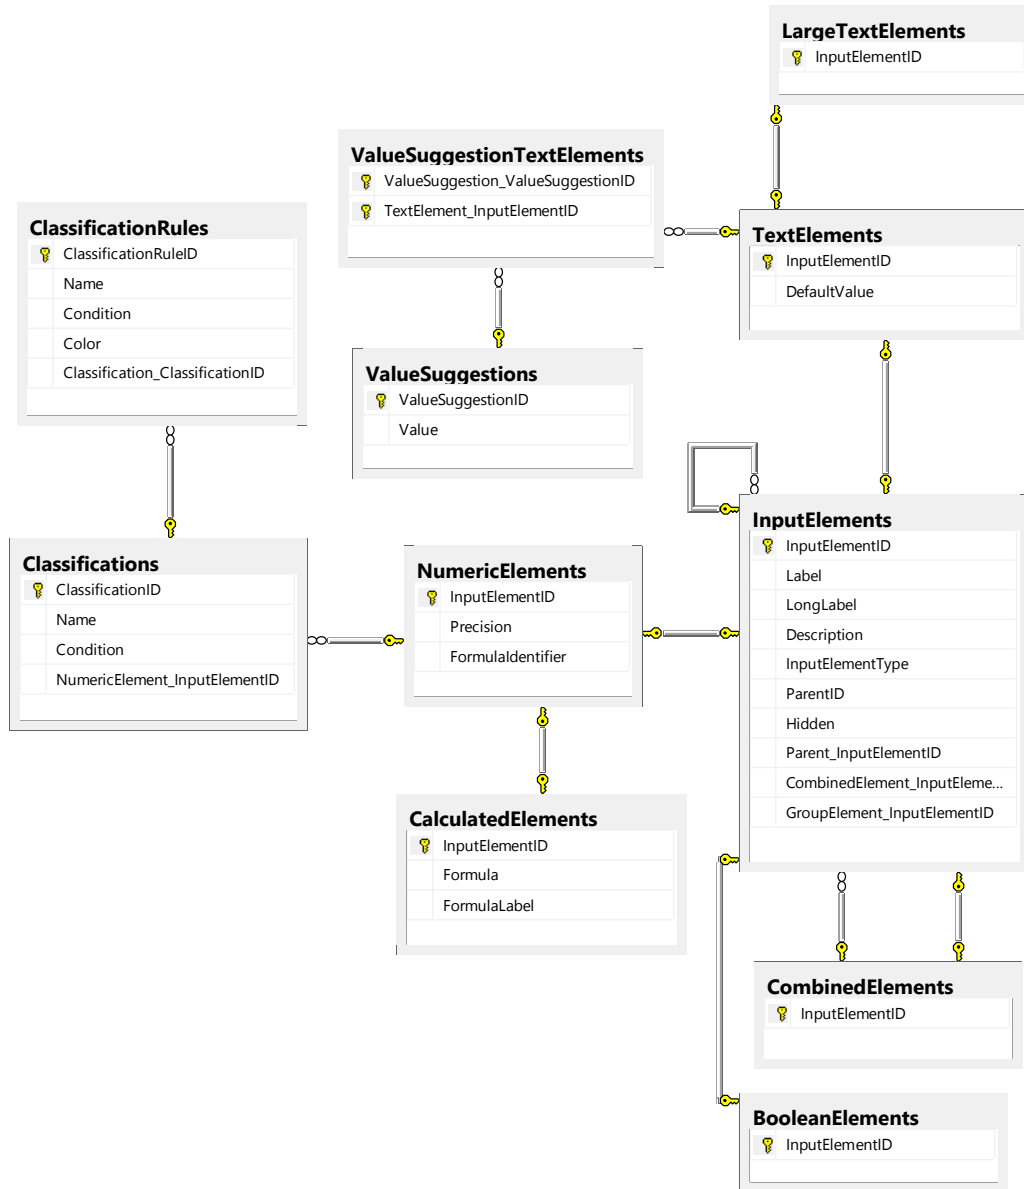 LargeTextElements
InputElementID
ValueSuggestionTextElements
ValueSuggestion_ValueSuggestionID
TextElement_InputElementID
ClassificationRules
ClassificationRuleID
Name
Condition
Color
Classification_ClassificationID
TextElements
InputElementID
DefaultValue
ValueSuggestions
ValueSuggestionID
Value
InputElements
InputElementID
Label
LongLabel
Description
InputElementType
ParentID
Hidden
Parent_InputElementID
CombinedElement_InputEleme...
GroupElement_InputElementID
Classifications
ClassificationID
Name
Condition
NumericElement_InputElementID
NumericElements
InputElementID
Precision
FormulaIdentifier
CalculatedElements
InputElementID
Formula
FormulaLabel
CombinedElements
InputElementID
BooleanElements
InputElementID